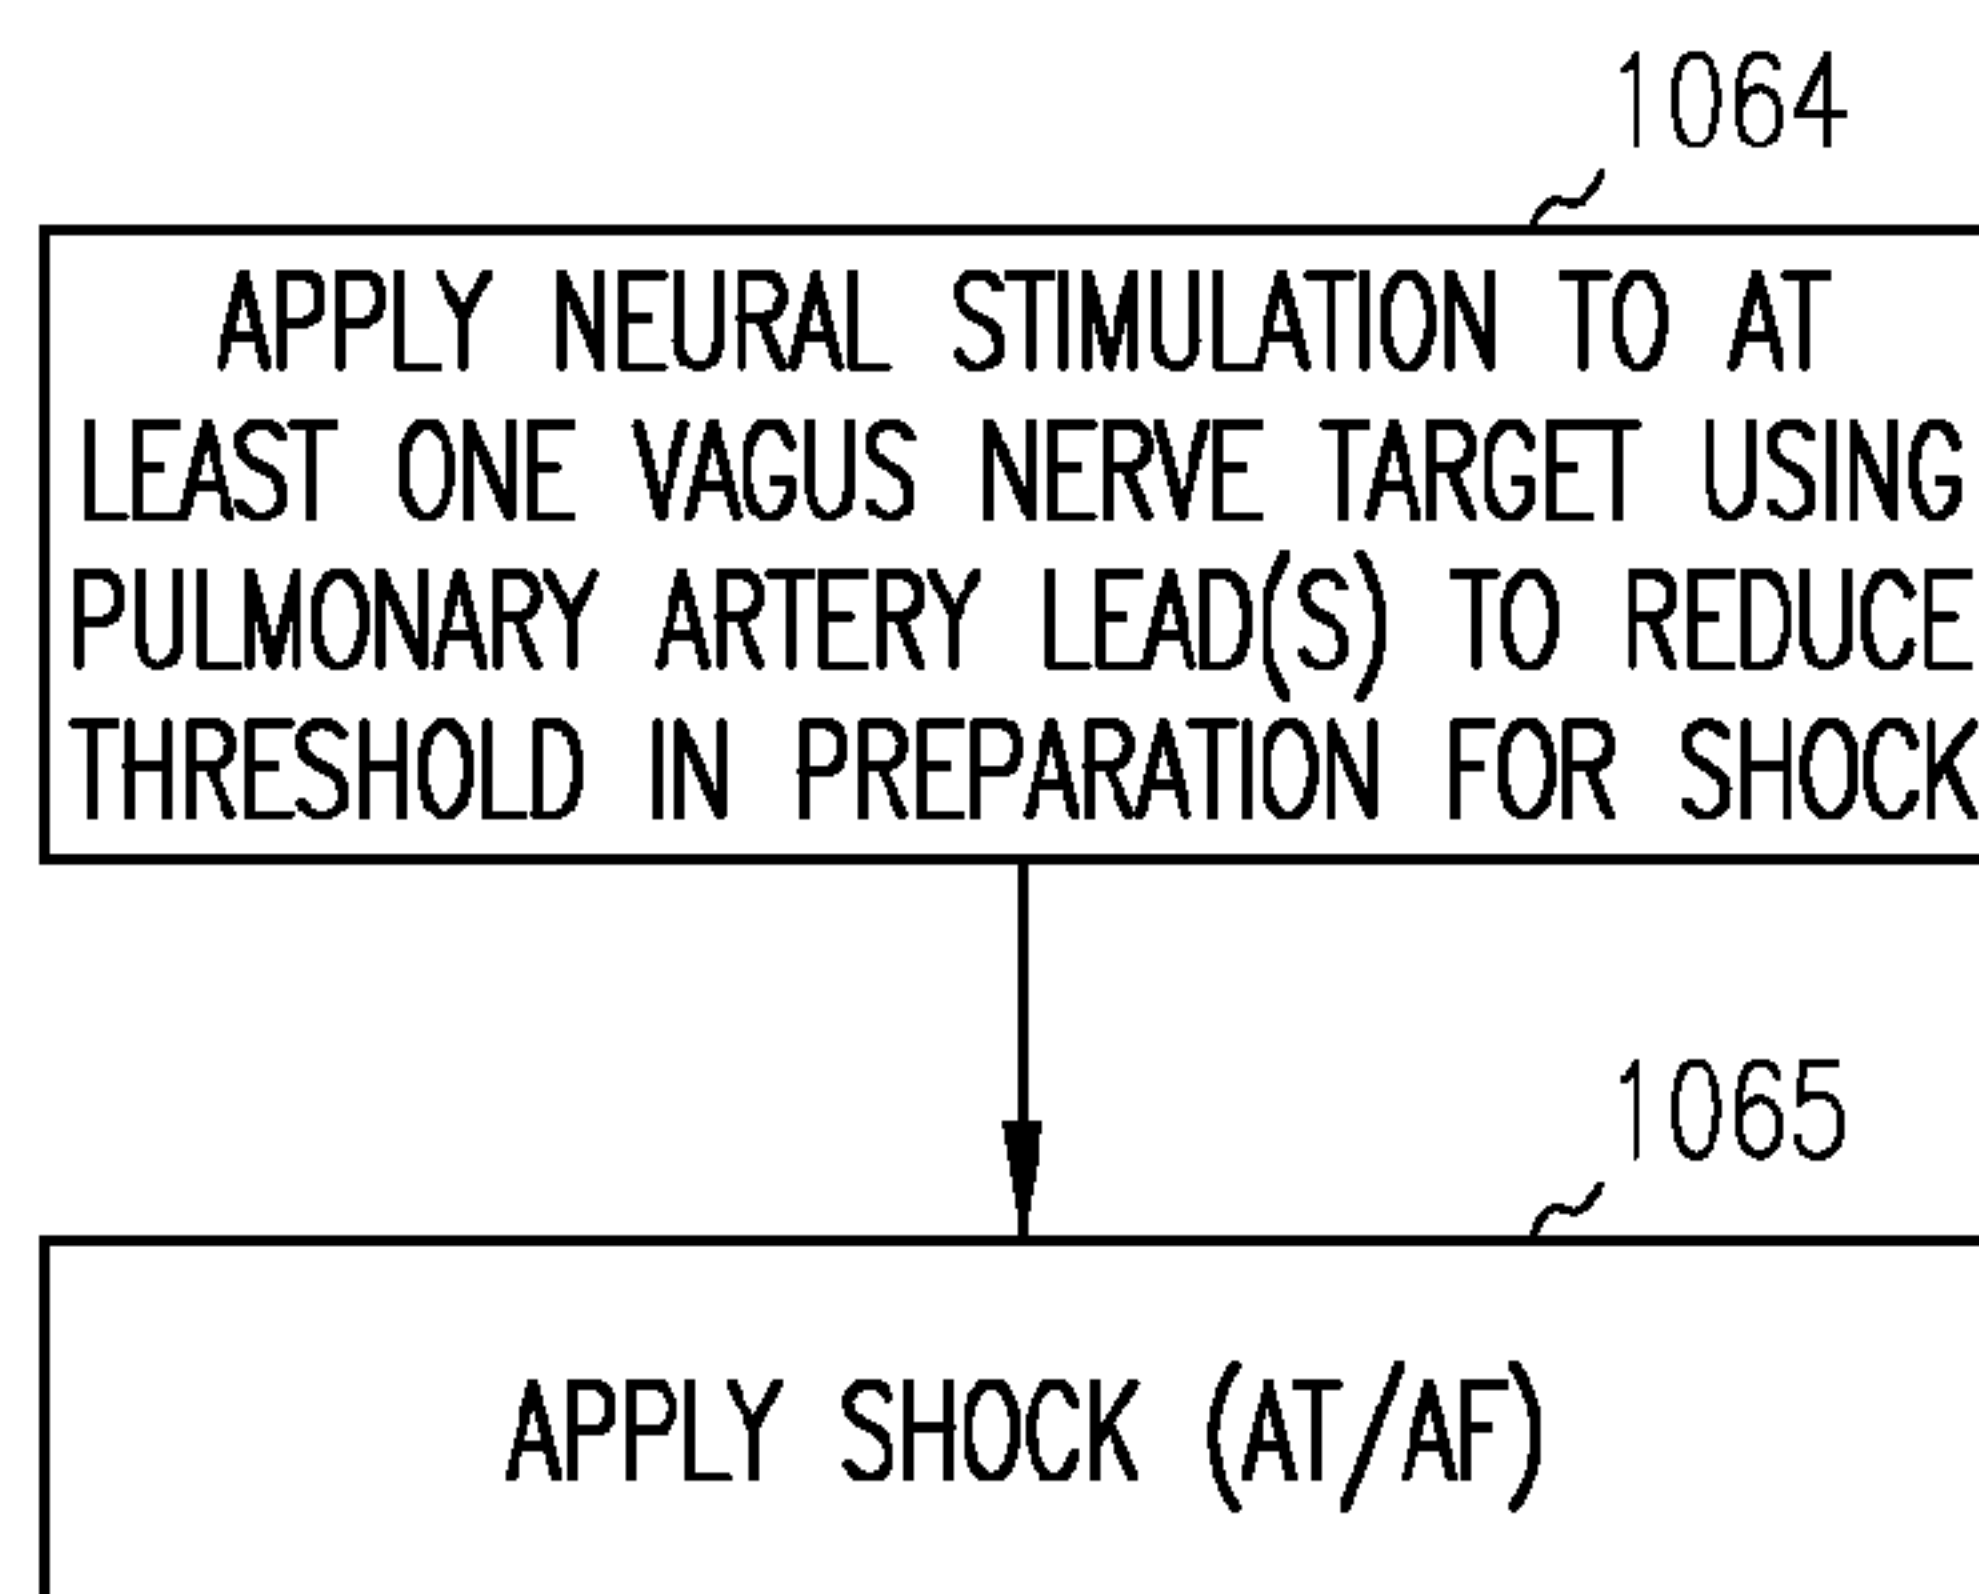 1064
APPLY NEURAL STIMULATION TO AT
LEAST ONE VAGUS NERVE TARGET USING
PULMONARY ARTERY LEAD(S) TO REDUCE
THRESHOLD IN PREPARATION FOR SHOCK
1065
APPLY SHOCK (AT/AF)